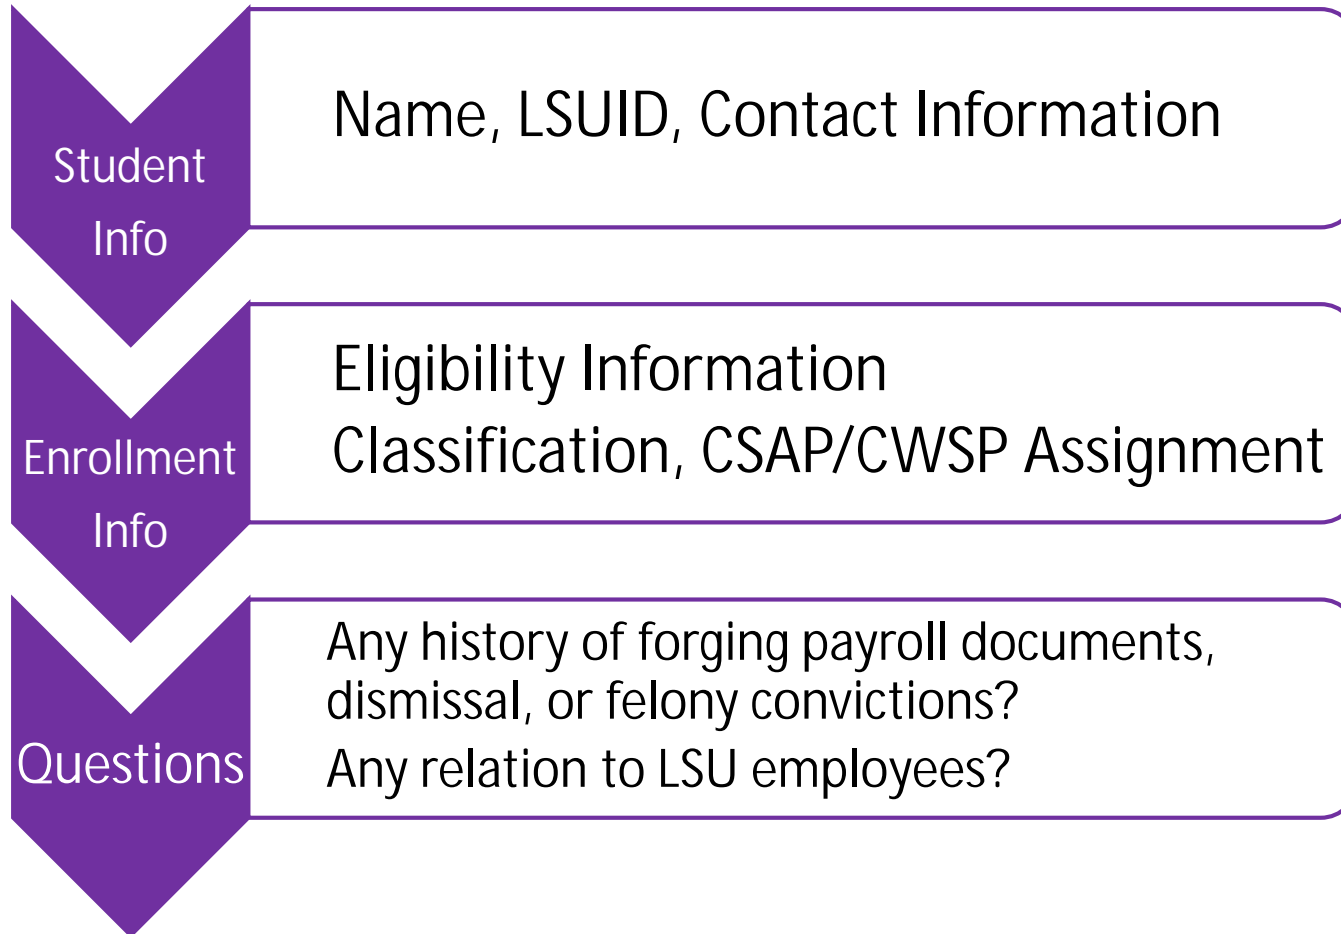 Student
Info
Name, LSUID, Contact Information
Enrollment
Info
Eligibility Information
Classification, CSAP/CWSP Assignment
Questions
Any history of forging payroll documents,
dismissal, or felony convictions?
Any relation to LSU employees?